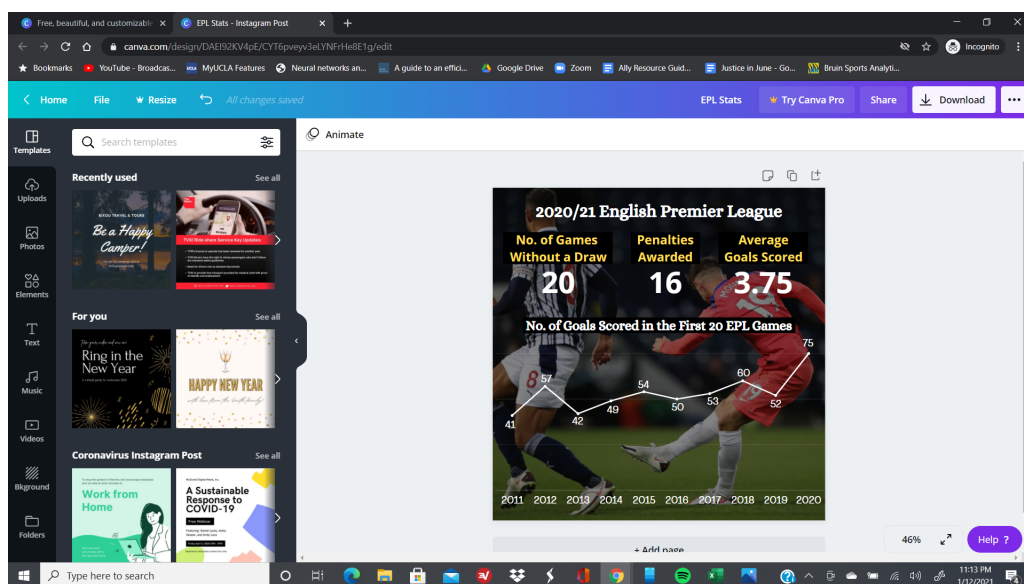 Free, beautiful, and customizable
EPL Stats - Instagram Post
canva.com/design/DAEI92KV4pE/CYT6pveyv3eLYNFrHe8E1g/edit
Incognito
Bookmarks
YouTube - Broadcas...
MyUCLA Features
Neural networks an...
A guide to an effici...
Google Drive
Zoom
Ally Resource Guid...
Justice in June - Go...
Bruin Sports Analyti...
Home
File
Resize
All changes saved
EPL Stats
Try Canva Pro
Share
Download
Templates
Uploads
Photos
Elements
Text
Music
Videos
Bkground
Folders
Search templates
Animate
Recently used
See all
Be a Happy
Camper!
For you
See all
Ring in the
New Year
HAPPY NEW YEAR
Coronavirus Instagram Post
See all
Work from
Home
A Sustainable
Response to
COVID-19
2020/21 English Premier League
No. of Games
Without a Draw
20
Penalties
Awarded
16
Average
Goals Scored
3.75
No. of Goals Scored in the First 20 EPL Games
41
57
42
49
54
50
53
60
52
75
2011 2012 2013 2014 2015 2016 2017 2018 2019 2020
+ Add page
46%
Help ?
Type here to search
11:13 PM
1/12/2021